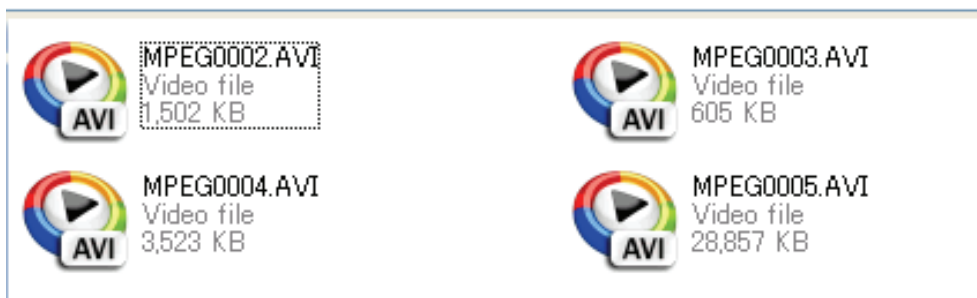 MPEG0002.AVI
Video file
1,502 KB
AVI
MPEG0003.AVI
Video file
605 KB
AVI
MPEG0004.AVI
Video file
3,523 KB
AVI
MPEG0005.AVI
Video file
28,857 KB
AVI